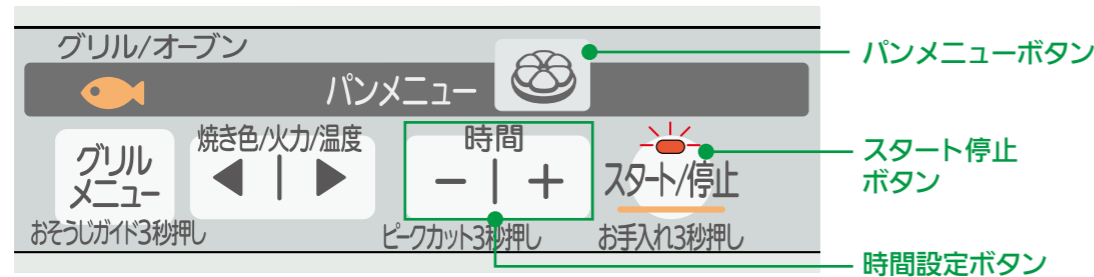 グリル/オーブン
パンメニュー
パンメニューボタン
グリル
メニュー
焼き色/火力/温度
時間
スタート/停止
スタート停止
ボタン
おそうじガイド3秒押し
ピークカット3秒押し
お手入れ3秒押し
時間設定ボタン